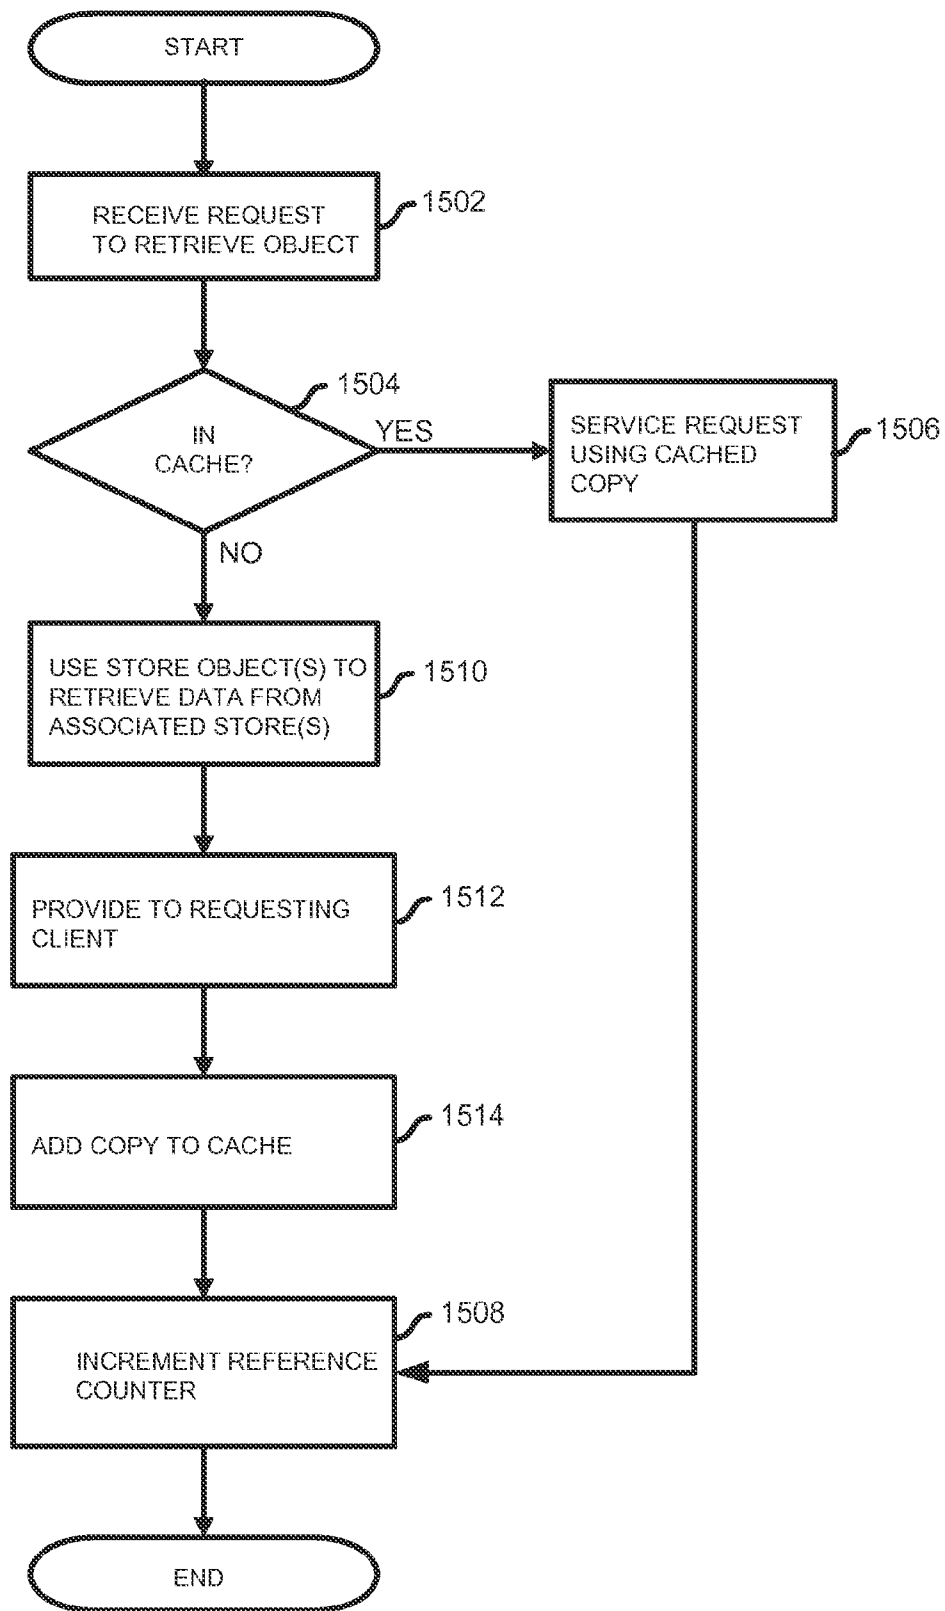 START
RECEIVE REQUEST
TO RETRIEVE OBJECT
1502
1504
IN
CACHE?
YES
SERVICE REQUEST
USING CACHED
COPY
1506
NO
USE STORE OBJECT(S) TO
RETRIEVE DATA FROM
ASSOCIATED STORE(S)
1510
PROVIDE TO REQUESTING
CLIENT
1512
ADD COPY TO CACHE
1514
INCREMENT REFERENCE
COUNTER
1508
END